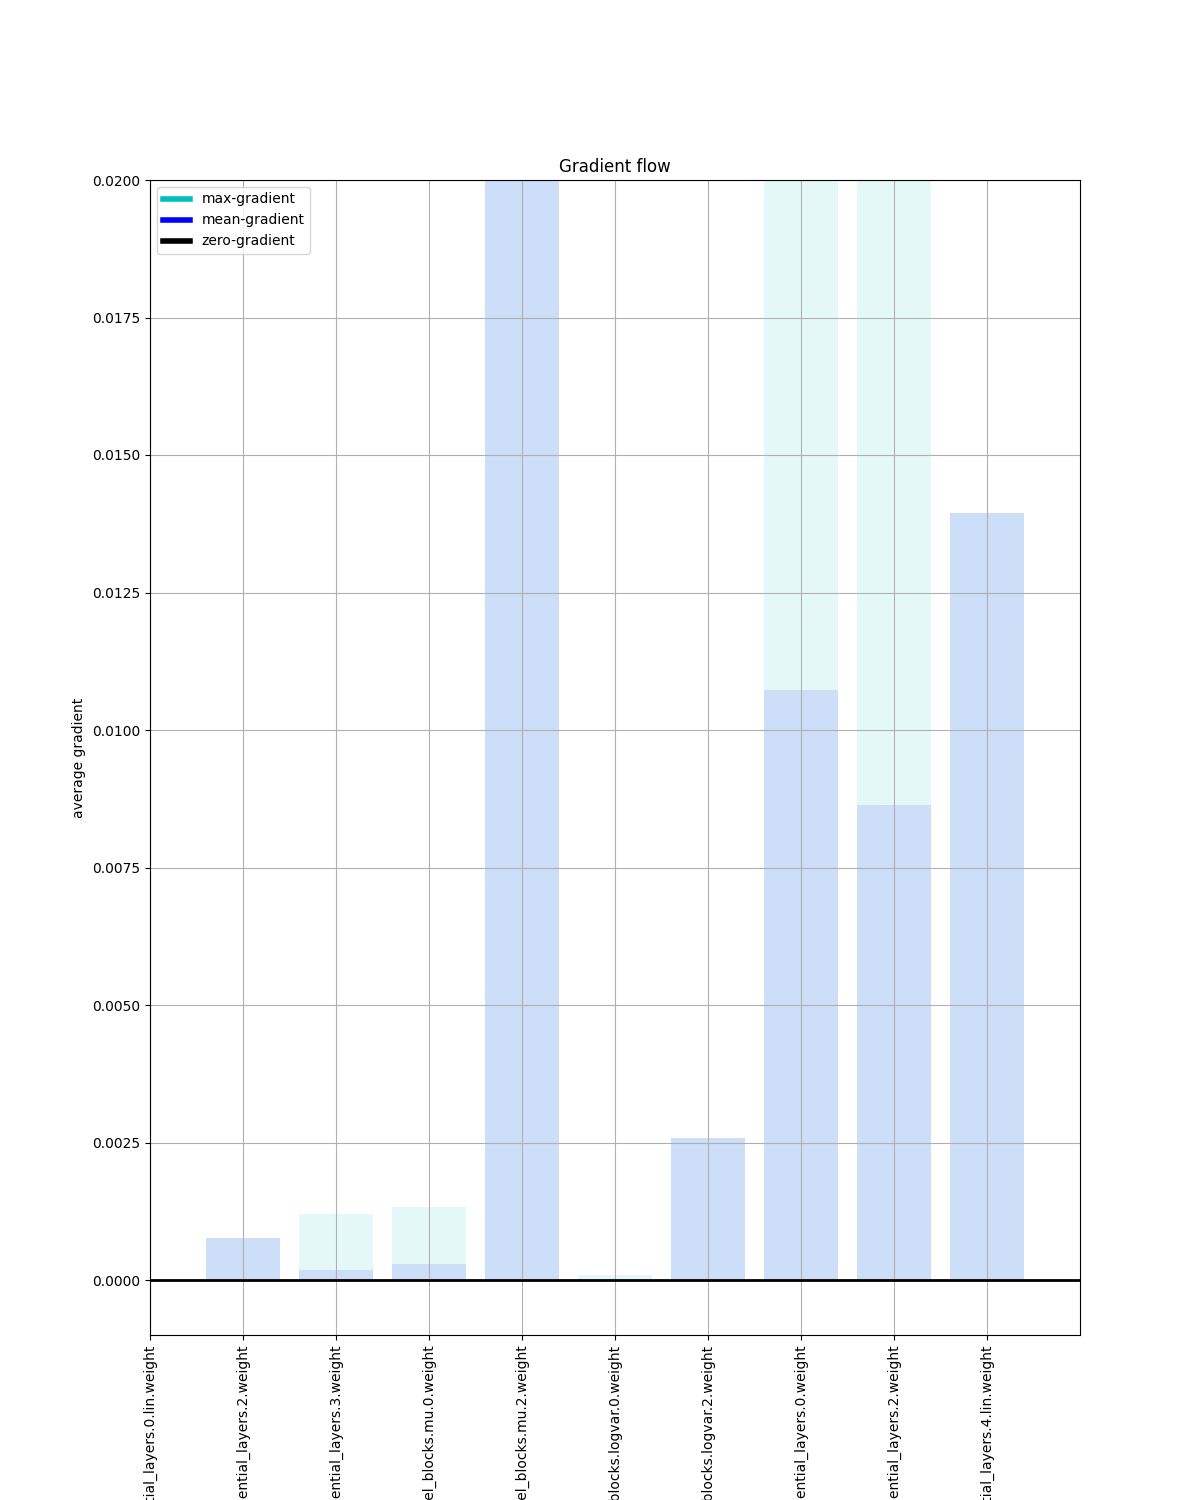 Gradient flow
max-gradient
mean-gradient
zero-gradient
0.0200
0.0175
0.0150
0.0125
0.0100
0.0075
0.0050
0.0025
0.0000
average gradient
tial_layers.0.lin.weight
ential_layers.2.weight
ential_layers.3.weight
el_blocks.mu.0.weight
el_blocks.mu.2.weight
blocks.logvar.0.weight
blocks.logvar.2.weight
ential_layers.0.weight
ential_layers.2.weight
tial_layers.4.lin.weight